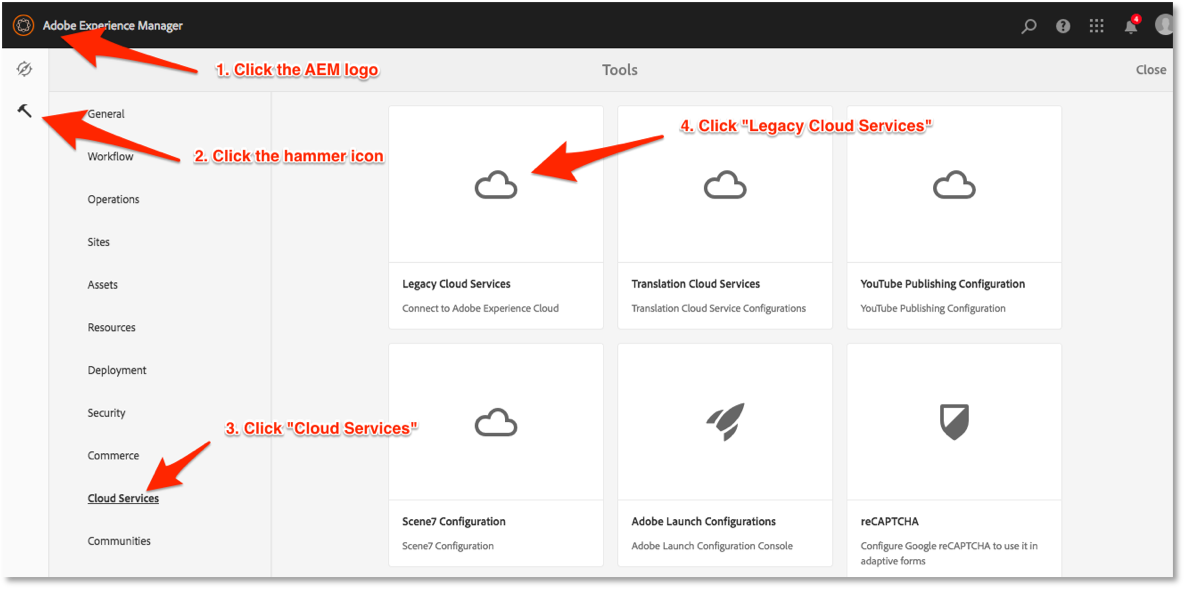 Adobe Experience Manager
4
1. Click the AEM logo
Tools
Close
General
4. Click "Legacy Cloud Services"
Workflow
2. Click the hammer icon
Operations
Sites
Assets
Legacy Cloud Services
Connect to Adobe Experience Cloud
Translation Cloud Services
Translation Cloud Service Configurations
YouTube Publishing Configuration
YouTube Publishing Configuration
Resources
Deployment
Security
3. Click "Cloud Services"
Commerce
Cloud Services
Communities
Scene7 Configuration
Scene7 Configuration
Adobe Launch Configurations
Adobe Launch Configuration Console
reCAPTCHA
Configure Google reCAPTCHA to use it in
adaptive forms